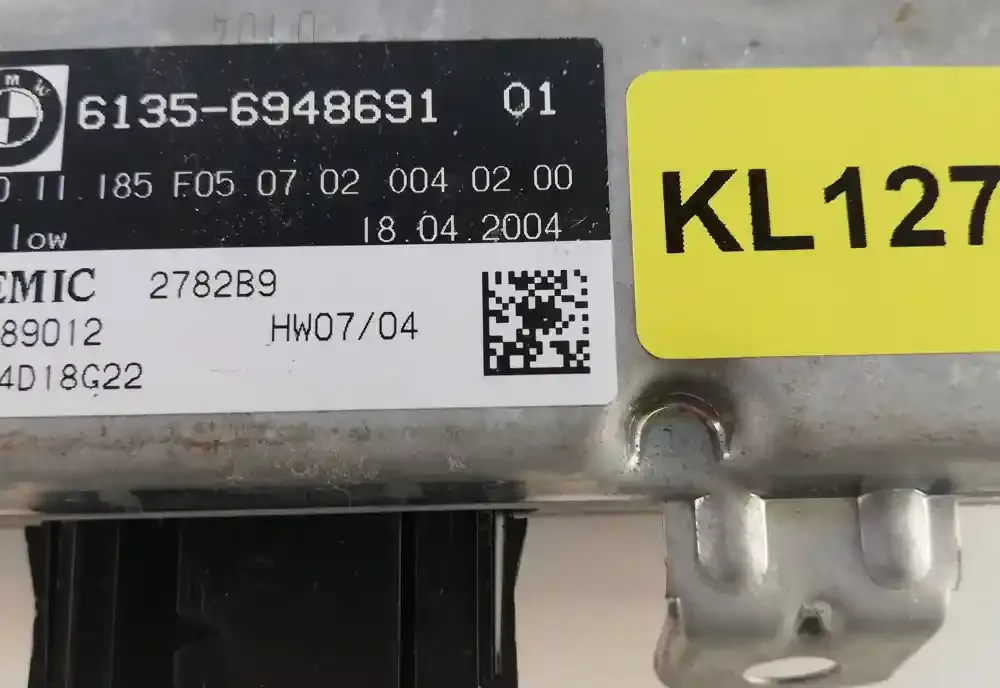 BMW
6135-6948691 01
0 11 185 F05 07 02 004 02 00
low 18.04.2004
EMIC 2782B9
89012 HW07/04
4D18G22
KL127